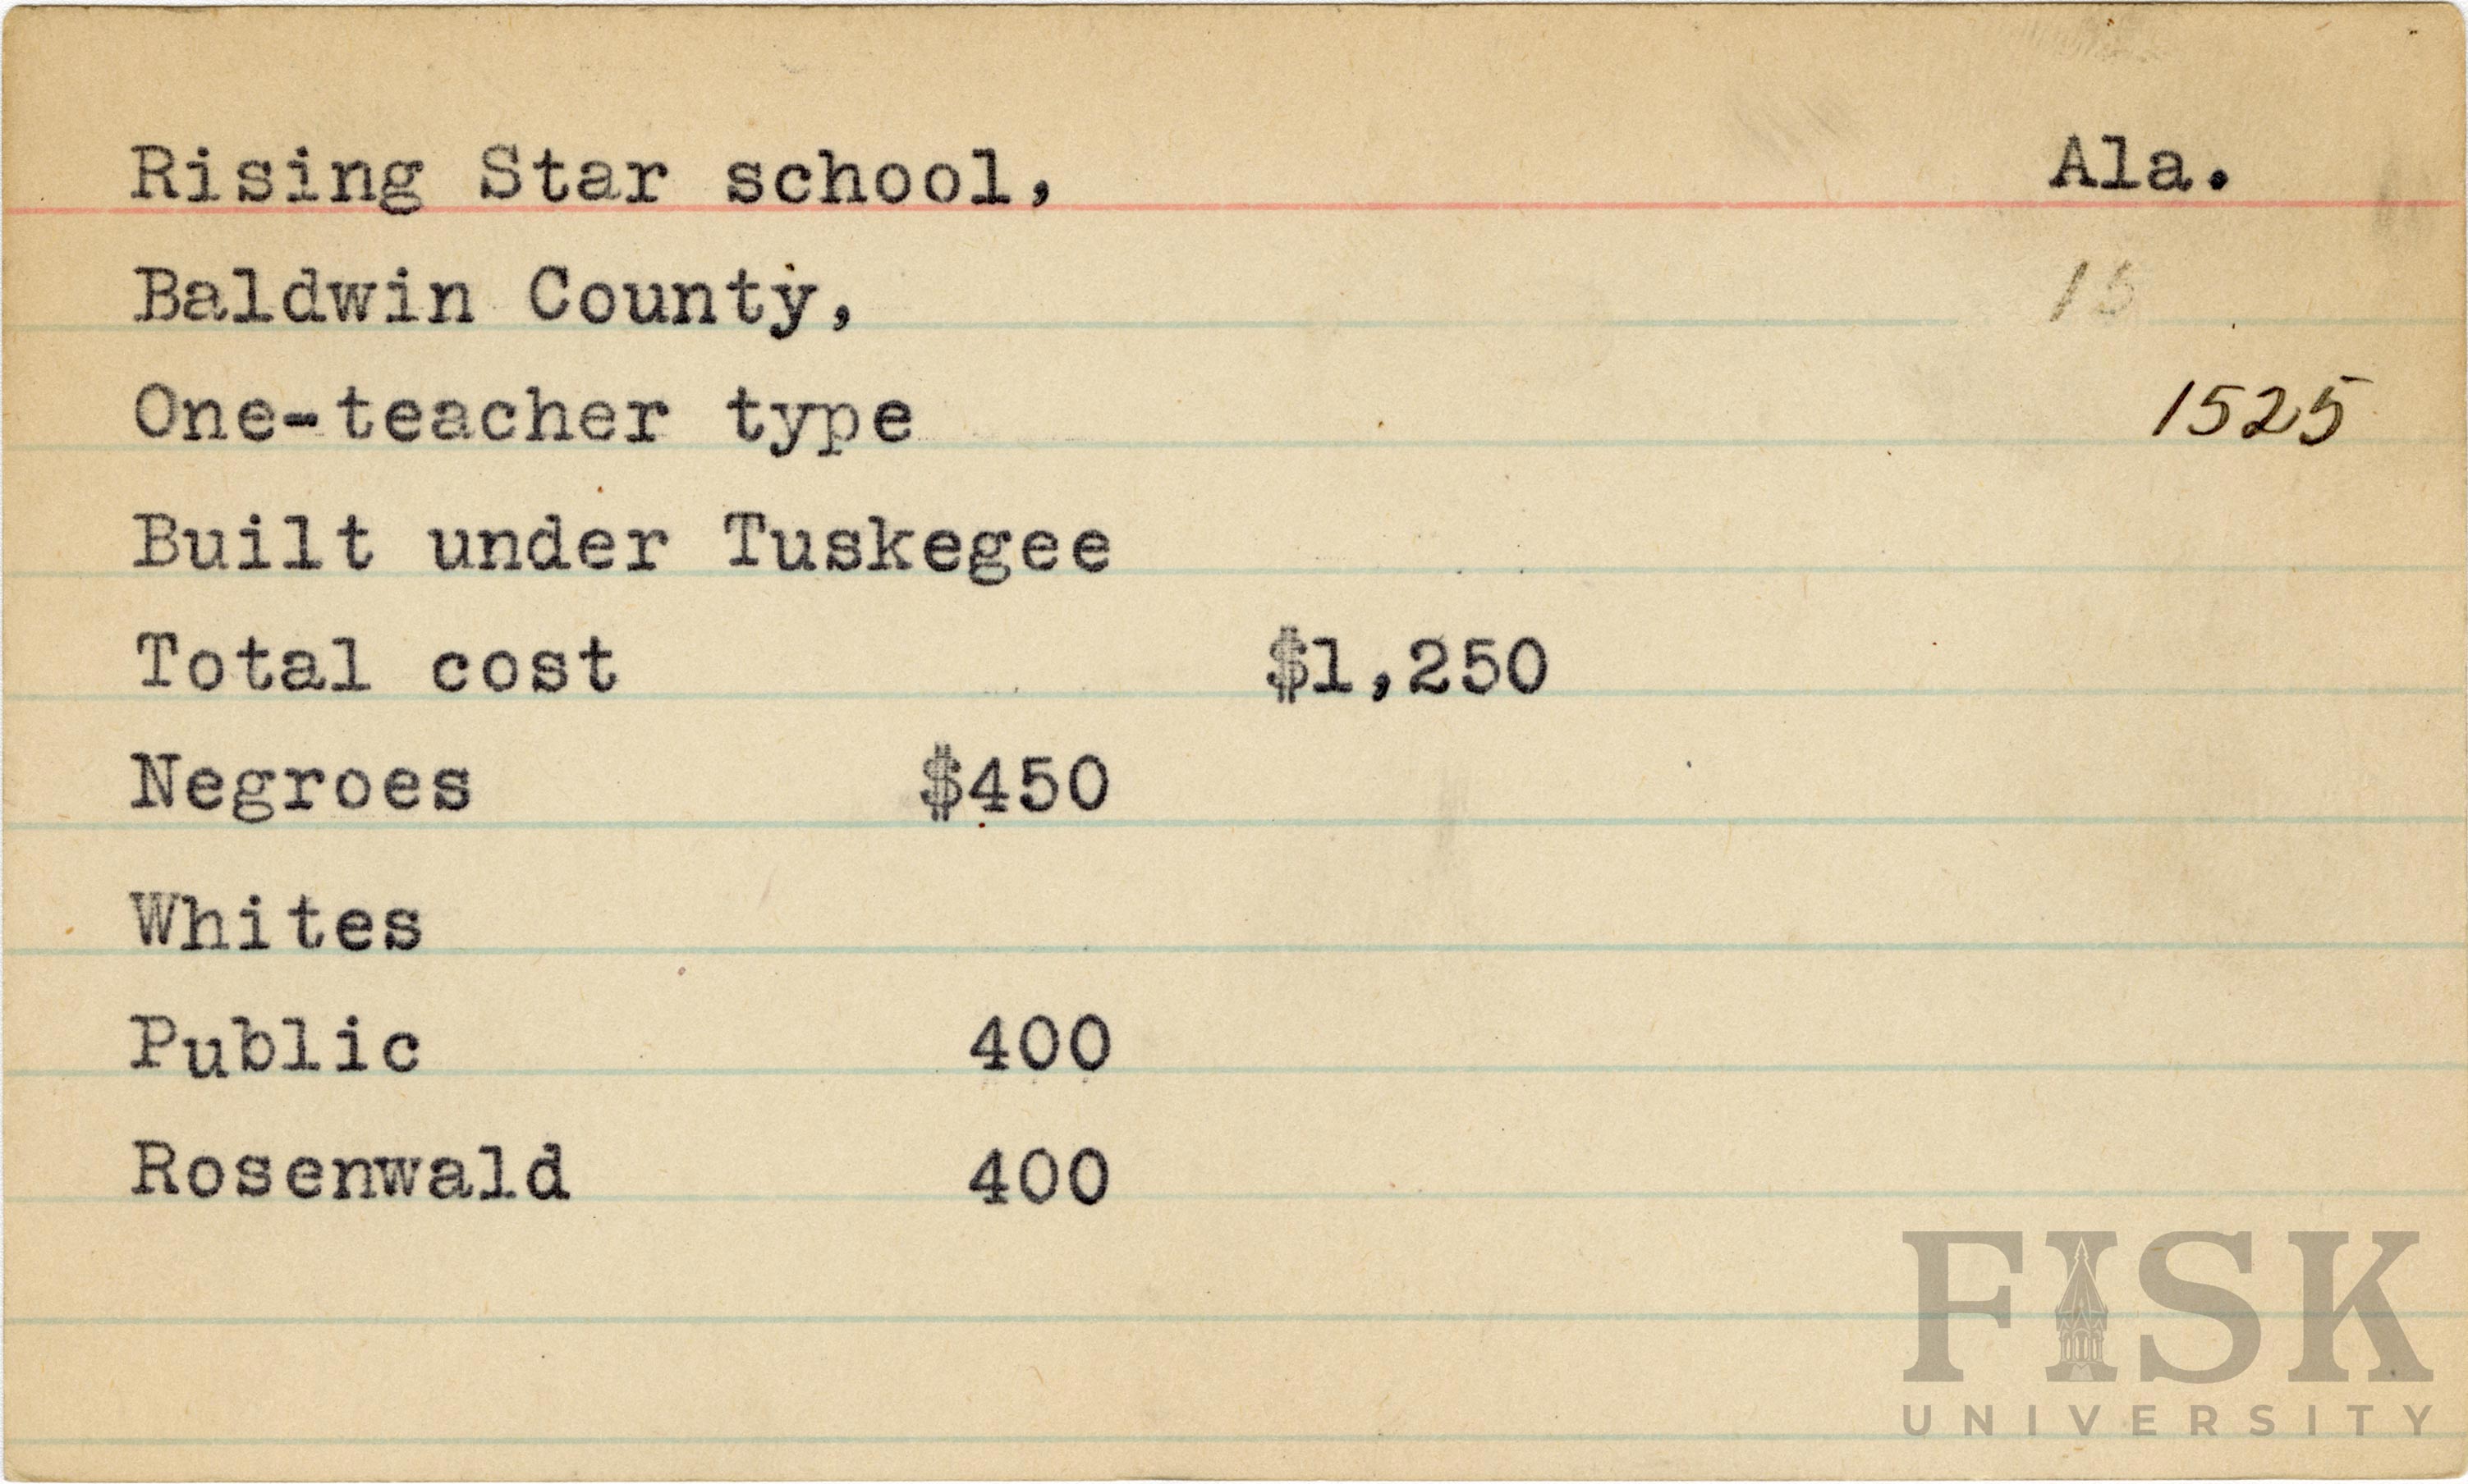 Rising Star school, Ala.
Baldwin County,
One-teacher type 1525
Built under Tuskegee
Total cost $1,250
Negroes $450
Whites
Public 400
Rosenwald 400
FISK
UNIVERSITY